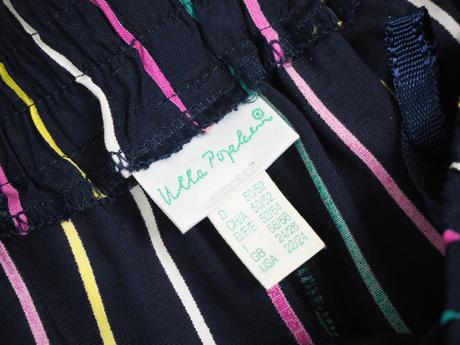 Ulla Popken ©
D 50/52
CH/A 50/52
B/F/E 52/54
I 56/58
GB 24/26
USA 22/24